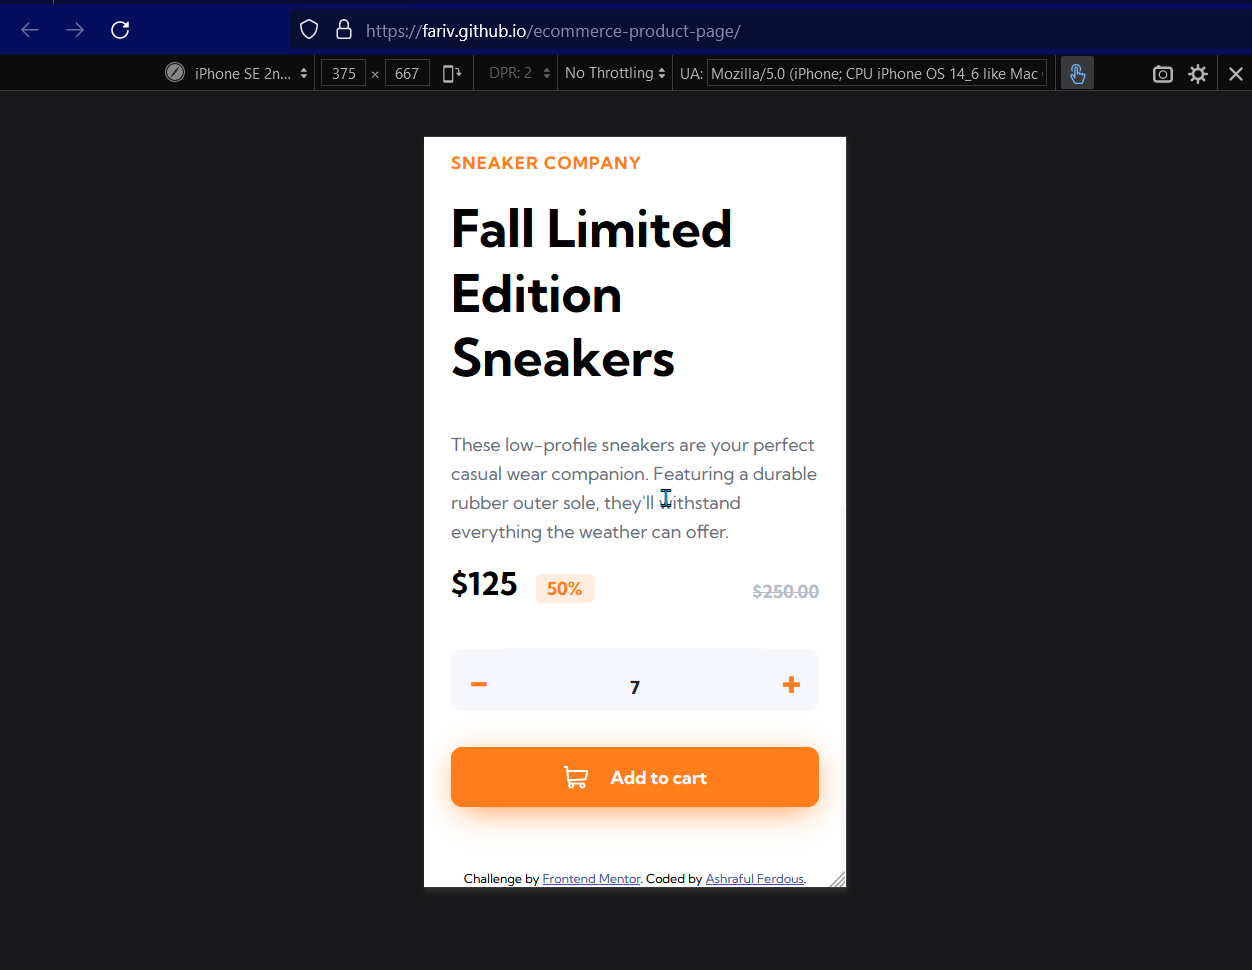 https://fariv.github.io/ecommerce-product-page/
iPhone SE 2n... 375 × 667 DPR: 2 No Throttling UA: Mozilla/5.0 (iPhone; CPU iPhone OS 14_6 like Mac
SNEAKER COMPANY
Fall Limited
Edition
Sneakers
These low-profile sneakers are your perfect
casual wear companion. Featuring a durable
rubber outer sole, they'll withstand
everything the weather can offer.
$125 50% $250.00
7
Add to cart
Challenge by Frontend Mentor. Coded by Ashraful Ferdous.